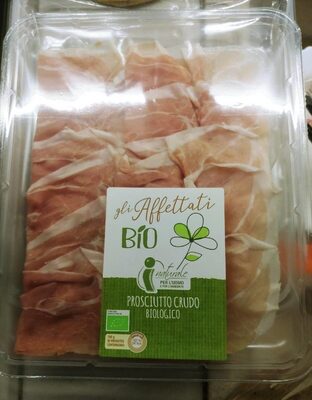 gli Affettati
BIO
i naturale
PER L'UOMO
E PER L'AMBIENTE
PROSCIUTTO CRUDO
BIOLOGICO